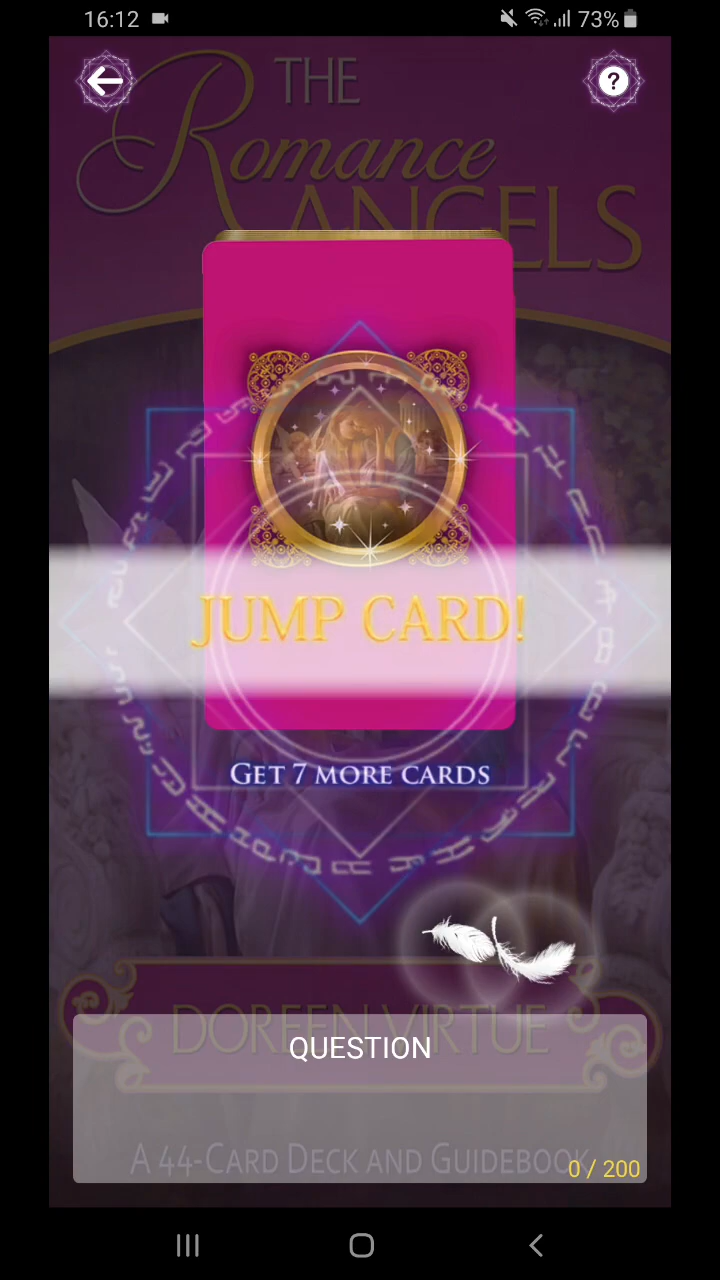 16:12
73%
?
THE
Romance
ANGELS
JUMP CARD!
GET 7 MORE CARDS
DOREEN VIRTUE
QUESTION
A 44-CARD DECK AND GUIDEBOOK
0 / 200